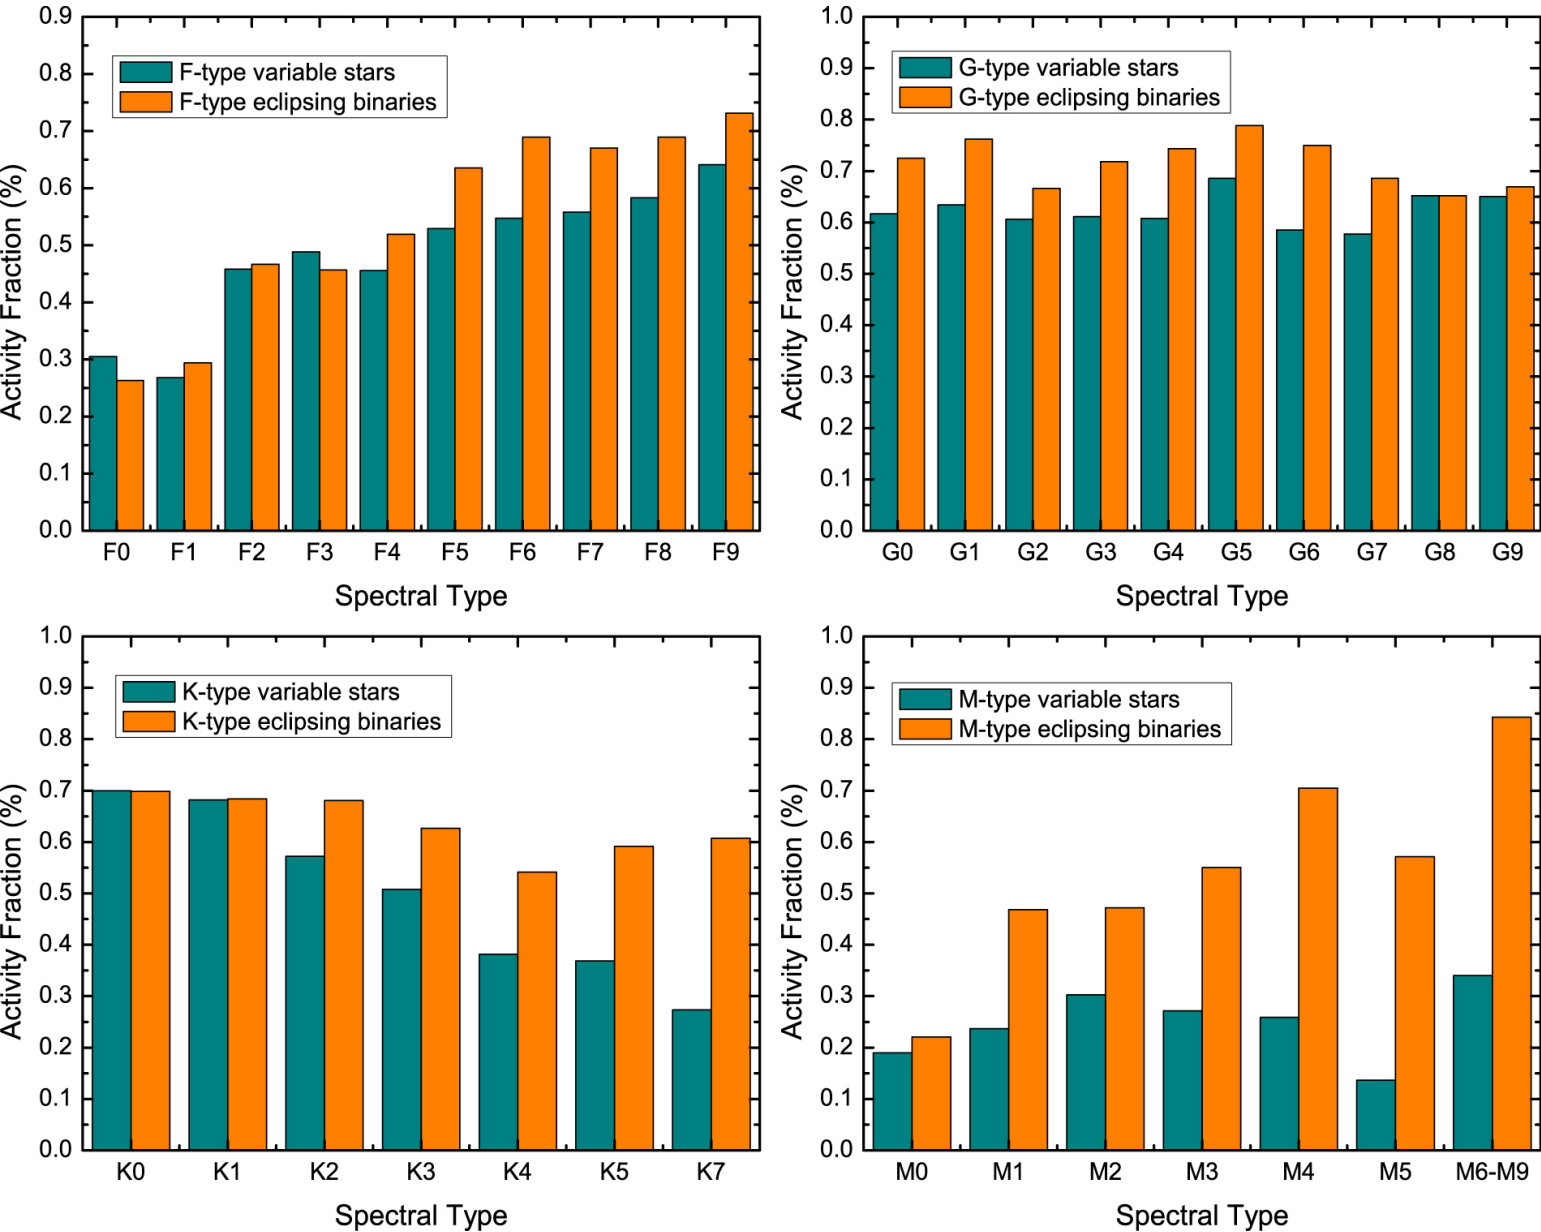 F-type variable stars
F-type eclipsing binaries
Activity Fraction (%)
0.9
0.8
0.7
0.6
0.5
0.4
0.3
0.2
0.1
0.0
F0 F1 F2 F3 F4 F5 F6 F7 F8 F9
Spectral Type
G-type variable stars
G-type eclipsing binaries
Activity Fraction (%)
1.0
0.9
0.8
0.7
0.6
0.5
0.4
0.3
0.2
0.1
0.0
G0 G1 G2 G3 G4 G5 G6 G7 G8 G9
Spectral Type
K-type variable stars
K-type eclipsing binaries
Activity Fraction (%)
1.0
0.9
0.8
0.7
0.6
0.5
0.4
0.3
0.2
0.1
0.0
K0 K1 K2 K3 K4 K5 K7
Spectral Type
M-type variable stars
M-type eclipsing binaries
Activity Fraction (%)
1.0
0.9
0.8
0.7
0.6
0.5
0.4
0.3
0.2
0.1
0.0
M0 M1 M2 M3 M4 M5 M6-M9
Spectral Type